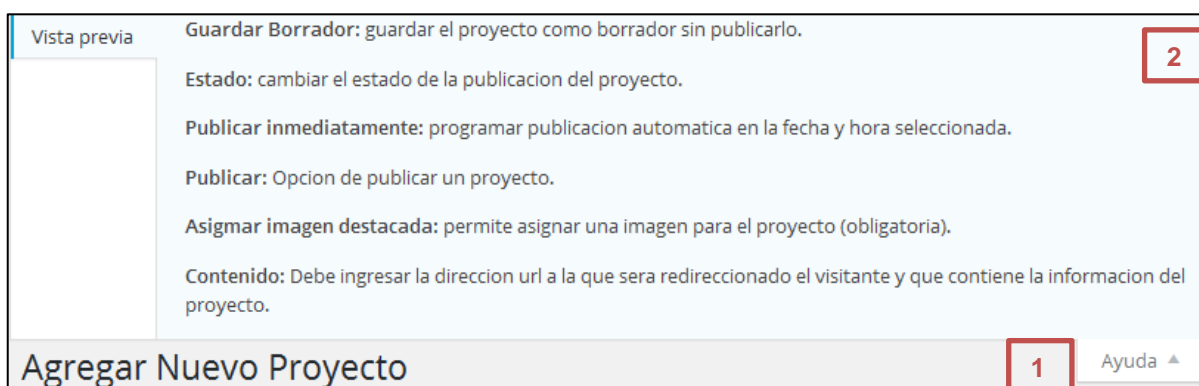 Vista previa
Guardar Borrador: guardar el proyecto como borrador sin publicarlo.
2
Estado: cambiar el estado de la publicacion del proyecto.
Publicar inmediatamente: programar publicacion automatica en la fecha y hora seleccionada.
Publicar: Opcion de publicar un proyecto.
Asigmar imagen destacada: permite asignar una imagen para el proyecto (obligatoria).
Contenido: Debe ingresar la direccion url a la que sera redireccionado el visitante y que contiene la informacion del
proyecto.
Agregar Nuevo Proyecto
1
Ayuda